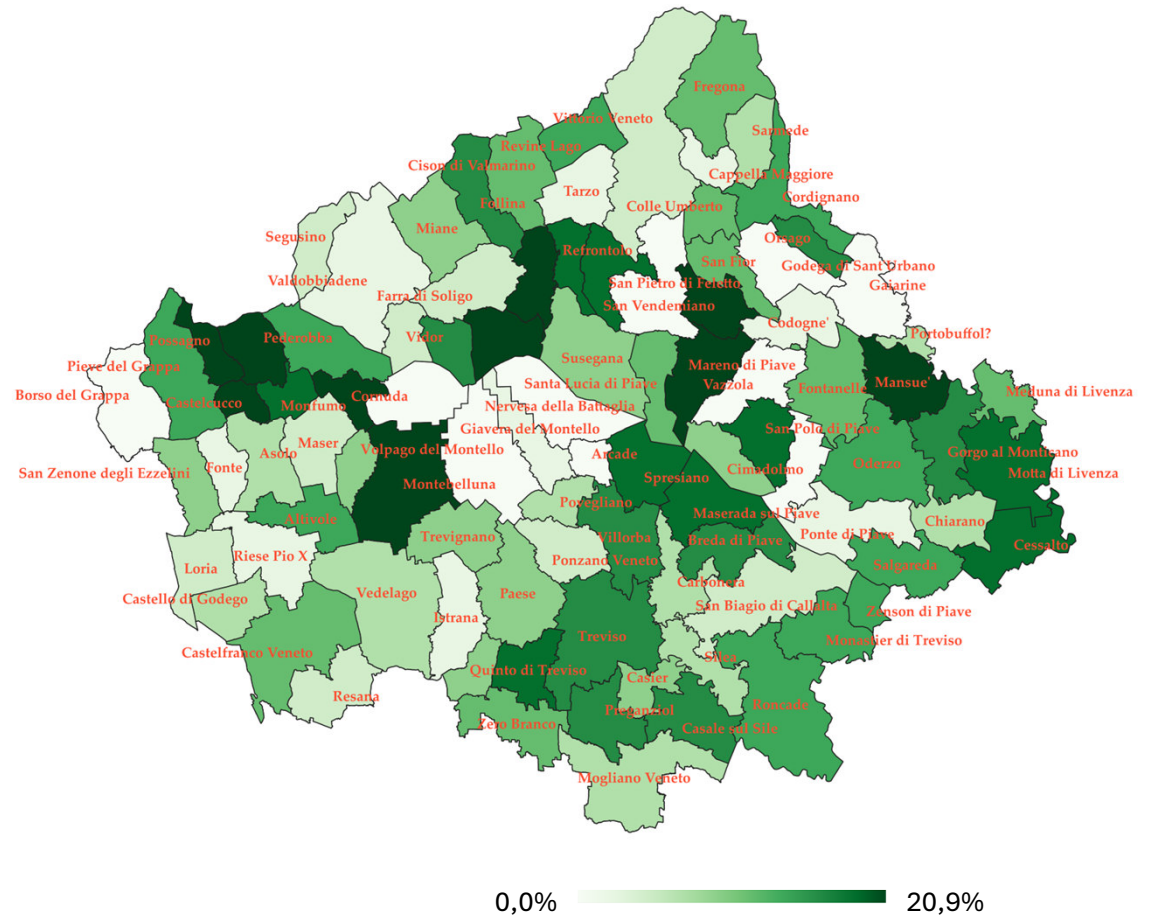 Fregona
Vittorio Veneto
Sarmede
Revine Lago
Cison di Valmarino
Cappella Maggiore
Tarzo
Cordignano
Follina
Colle Umberto
Miane
Segusino
Orsago
Refrontolo
San Fior
Godega di Sant Urbano
Valdobbiadene
San Pietro di Feletto
Gaiarine
Farra di Soligo
San Vendemiano
Codogne'
Portobuffol?
Possagno
Pederobba
Vidor
Susegana
Mareno di Piave
Pieve del Grappa
Santa Lucia di Piave
Vazzola
Mansue'
Fontanelle
Meduna di Livenza
Borso del Grappa
Castelcucco
Monfumo
Cornuda
Nervesa della Battaglia
Giavera del Montello
San Polo di Piave
Maser
Volpago del Montello
Asolo
Arcade
Gorgo al Monticano
San Zenone degli Ezzelini
Fonte
Cimadolmo
Oderzo
Motta di Livenza
Montebelluna
Spresiano
Povegliano
Maserada sul Piave
Altivole
Chiarano
Trevignano
Villorba
Breda di Piave
Ponte di Piave
Cessalto
Riese Pio X
Ponzano Veneto
Salgareda
Loria
Carbonera
Castello di Godego
Vedelago
Paese
San Biagio di Callalta
Zenson di Piave
Istrana
Treviso
Monastier di Treviso
Castelfranco Veneto
Silea
Quinto di Treviso
Casier
Resana
Preganziol
Roncade
Zero Branco
Casale sul Sile
Mogliano Veneto
0,0%
20,9%